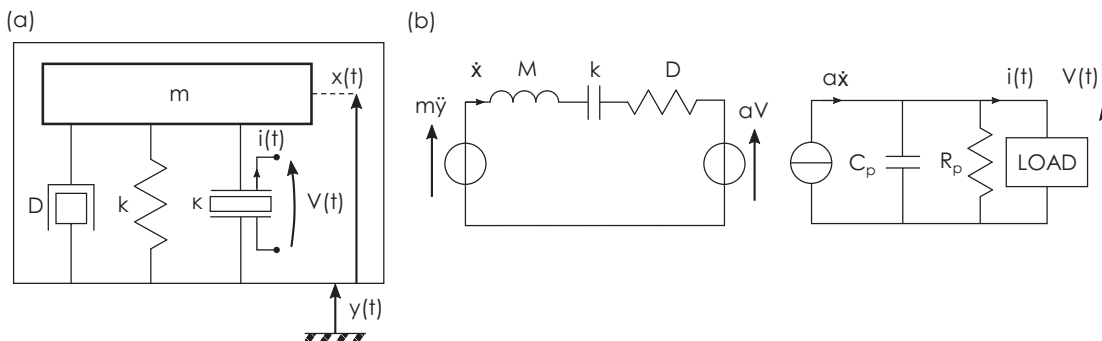 (a)
m
x(t)
i(t)
D
k
κ
V(t)
y(t)
(b)
ẋ
M
k
D
mÿ
aV
aẋ
i(t)
V(t)
Cp
Rp
LOAD